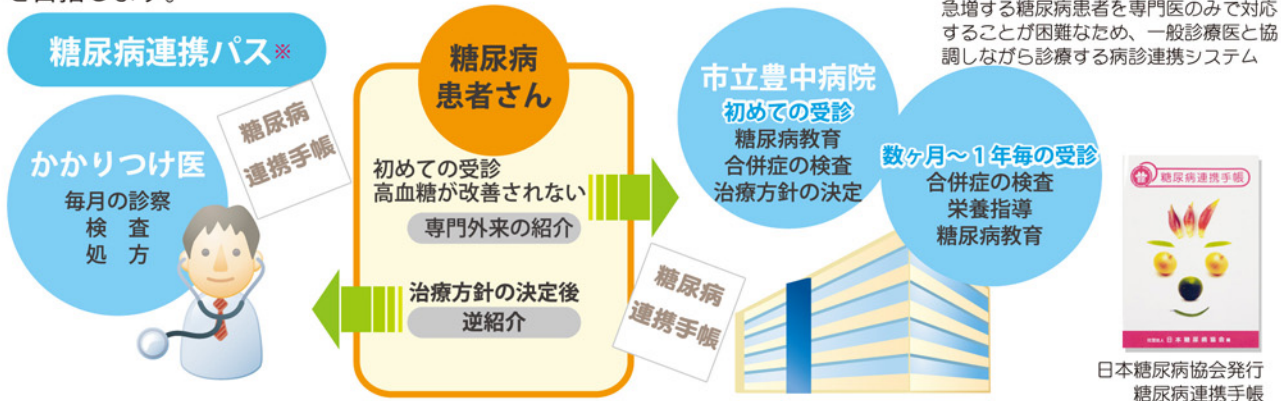 を目指します。
糖尿病連携パス※
かかりつけ医
毎月の診察
検　査
処　方
糖尿病
連携手帳
糖尿病
患者さん
初めての受診
高血糖が改善されない
専門外来の紹介
治療方針の決定後
逆紹介
糖尿病
連携手帳
市立豊中病院
初めての受診
糖尿病教育
合併症の検査
治療方針の決定
数ヶ月～1年毎の受診
合併症の検査
栄養指導
糖尿病教育
急増する糖尿病患者を専門医のみで対応
することが困難なため、一般診療医と協
調しながら診療する病診連携システム
糖尿病連携手帳
日本糖尿病協会発行
糖尿病連携手帳